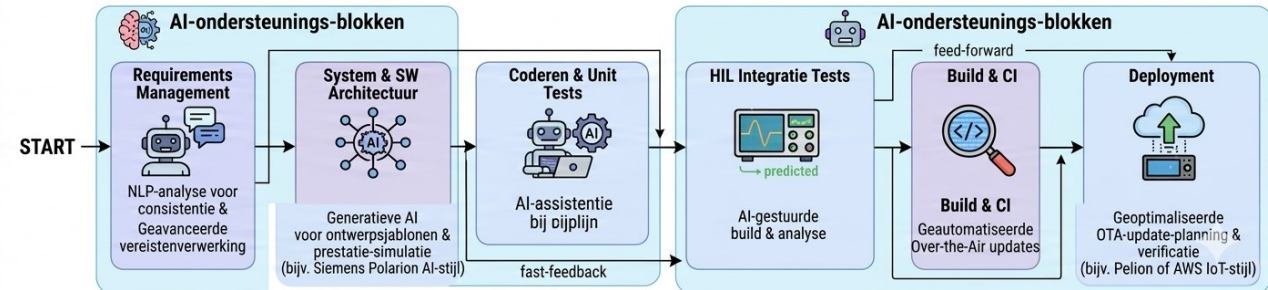 AI-ondersteunings-blokken
AI-ondersteunings-blokken
START
Requirements
Management
NLP-analyse voor
consistentie &
Geavanceerde
vereistenverwerking
System & SW
Architectuur
AI
Generatieve AI
voor ontwerpsjablonen &
prestatie-simulatie
(bijv. Siemens Polarion AI-stijl)
Coderen & Unit
Tests
AI
AI-assistentie
bij pijplijn
fast-feedback
HIL Integratie Tests
predicted
AI-gestuurde
build & analyse
feed-forward
Build & CI
</>
Build & CI
Geautomatiseerde
Over-the-Air updates
Deployment
Geoptimaliseerde
OTA-update-planning &
verificatie
(bijv. Pelion of AWS IoT-stijl)